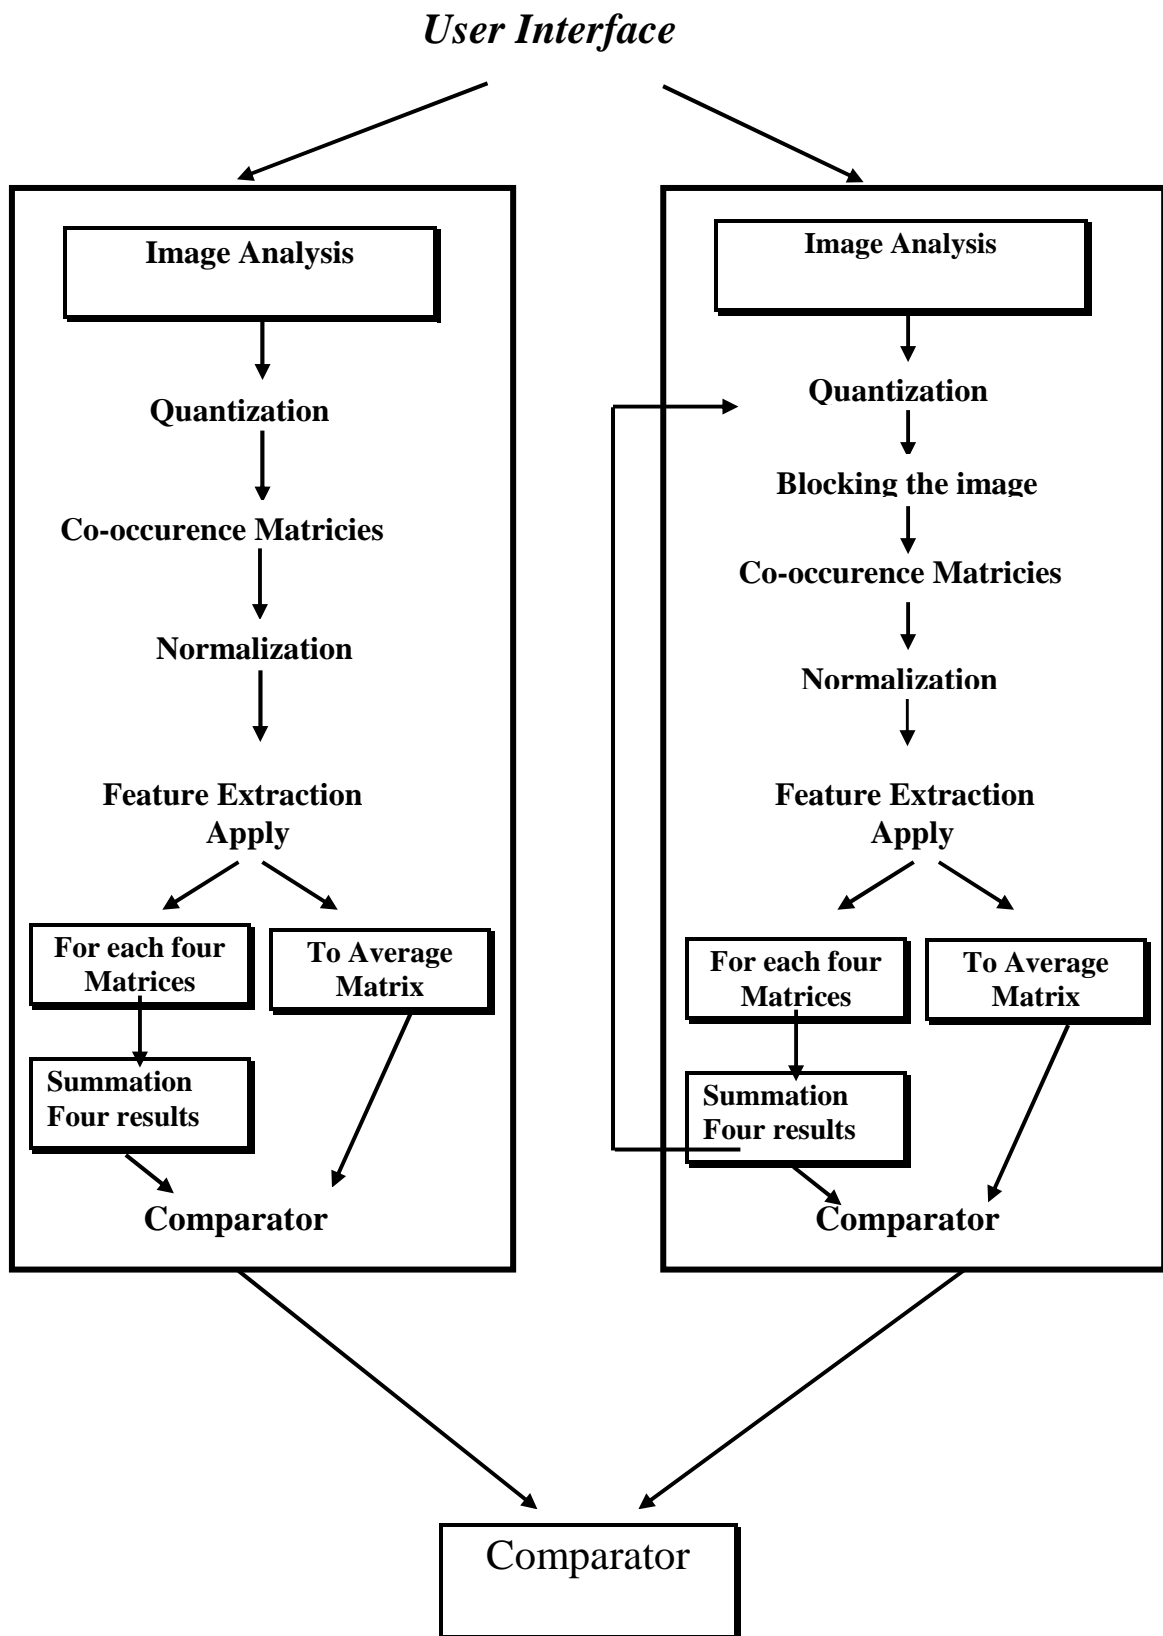 User Interface
Image Analysis
Quantization
Co-occurence Matricies
Normalization
Feature Extraction
Apply
For each four
Matrices
To Average
Matrix
Summation
Four results
Comparator
Image Analysis
Quantization
Blocking the image
Co-occurence Matricies
Normalization
Feature Extraction
Apply
For each four
Matrices
To Average
Matrix
Summation
Four results
Comparator
Comparator